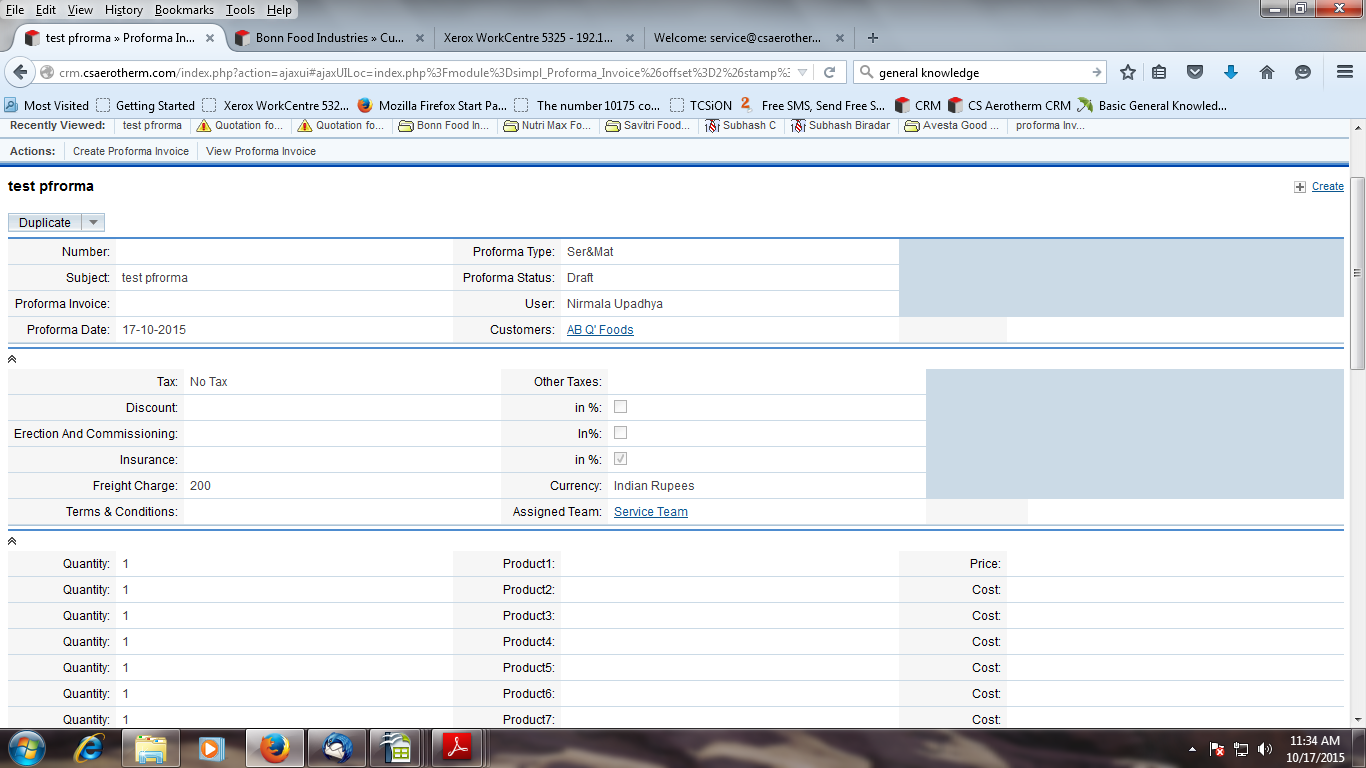 File Edit View History Bookmarks Tools Help
test pfrorma » Proforma In... × Bonn Food Industries » Cu... × Xerox WorkCentre 5325 - 192.1... × Welcome: service@csaerother... × +
crm.csaerotherm.com/index.php?action=ajaxui#ajaxUILoc=index.php%3Fmodule%3Dsimpl_Proforma_Invoice%26offset%3D2%26stamp%3 general knowledge
Most Visited Getting Started Xerox WorkCentre 532... Mozilla Firefox Start Pa... The number 10175 co... TCSiON Free SMS, Send Free S... CRM CS Aerotherm CRM Basic General Knowled...
Recently Viewed: test pfrorma Quotation fo... Quotation fo... Bonn Food In... Nutri Max Fo... Savitri Food... Subhash C Subhash Biradar Avesta Good ... proforma Inv...
Actions: Create Proforma Invoice View Proforma Invoice
test pfrorma Create
Duplicate
Number: Proforma Type: Ser&Mat
Subject: test pfrorma Proforma Status: Draft
Proforma Invoice: User: Nirmala Upadhya
Proforma Date: 17-10-2015 Customers: AB Q' Foods
Tax: No Tax Other Taxes:
Discount: in %:
Erection And Commissioning: In%:
Insurance: in %:
Freight Charge: 200 Currency: Indian Rupees
Terms & Conditions: Assigned Team: Service Team
Quantity: 1 Product1: Price:
Quantity: 1 Product2: Cost:
Quantity: 1 Product3: Cost:
Quantity: 1 Product4: Cost:
Quantity: 1 Product5: Cost:
Quantity: 1 Product6: Cost:
Quantity: 1 Product7: Cost:
11:34 AM
10/17/2015